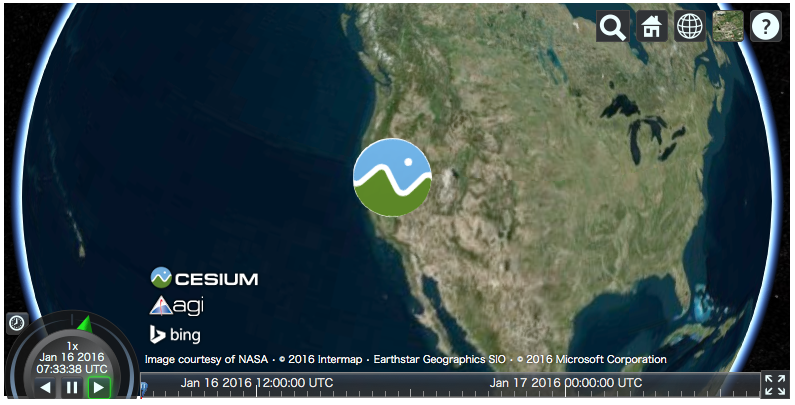 ?
CESIUM
agi
bing
Image courtesy of NASA · © 2016 Intermap · Earthstar Geographics SIO · © 2016 Microsoft Corporation
1x
Jan 16 2016
07:33:38 UTC
Jan 16 2016 12:00:00 UTC
Jan 17 2016 00:00:00 UTC